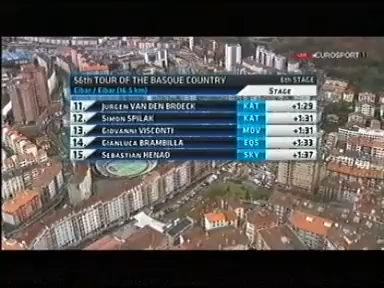 EUROSPORT
56th TOUR OF THE BASQUE COUNTRY
6th STAGE
Eibar / Eibar (16.5 km)
STAGE
11. JURGEN VAN DEN BROECK KAT +1:29
12. SIMON SPILAK KAT +1:31
13. GIOVANNI VISCONTI MOV +1:31
14. GIANLUCA BRAMBILLA EQS +1:33
15 SEBASTIAN HENAO SKY +1:37